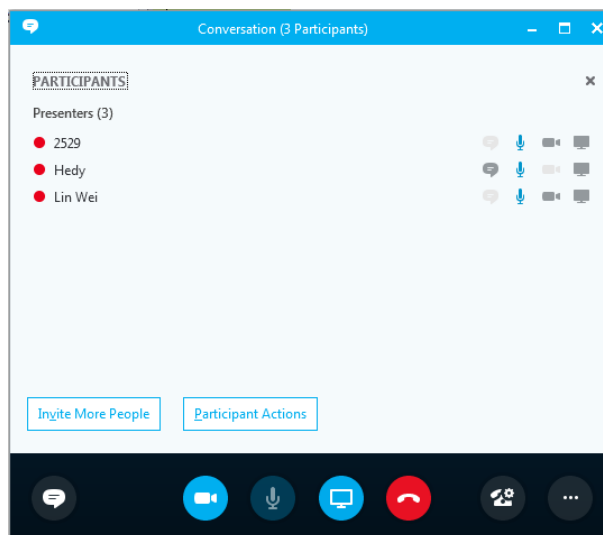 Conversation (3 Participants)
PARTICIPANTS
Presenters (3)
2529
Hedy
Lin Wei
Invite More People
Participant Actions